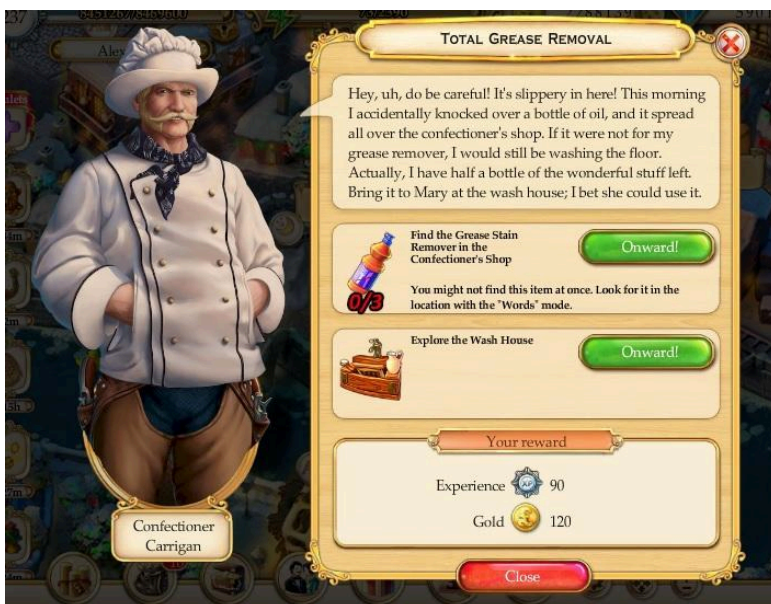 TOTAL GREASE REMOVAL
Hey, uh, do be careful! It's slippery in here! This morning
I accidentally knocked over a bottle of oil, and it spread
all over the confectioner's shop. If it were not for my
grease remover, I would still be washing the floor.
Actually, I have half a bottle of the wonderful stuff left.
Bring it to Mary at the wash house; I bet she could use it.
Find the Grease Stain
Remover in the
Confectioner's Shop
Onward!
You might not find this item at once. Look for it in the
location with the "Words" mode.
0/3
Explore the Wash House
Onward!
Your reward
Experience XP 90
Gold 120
Confectioner
Carrigan
Close